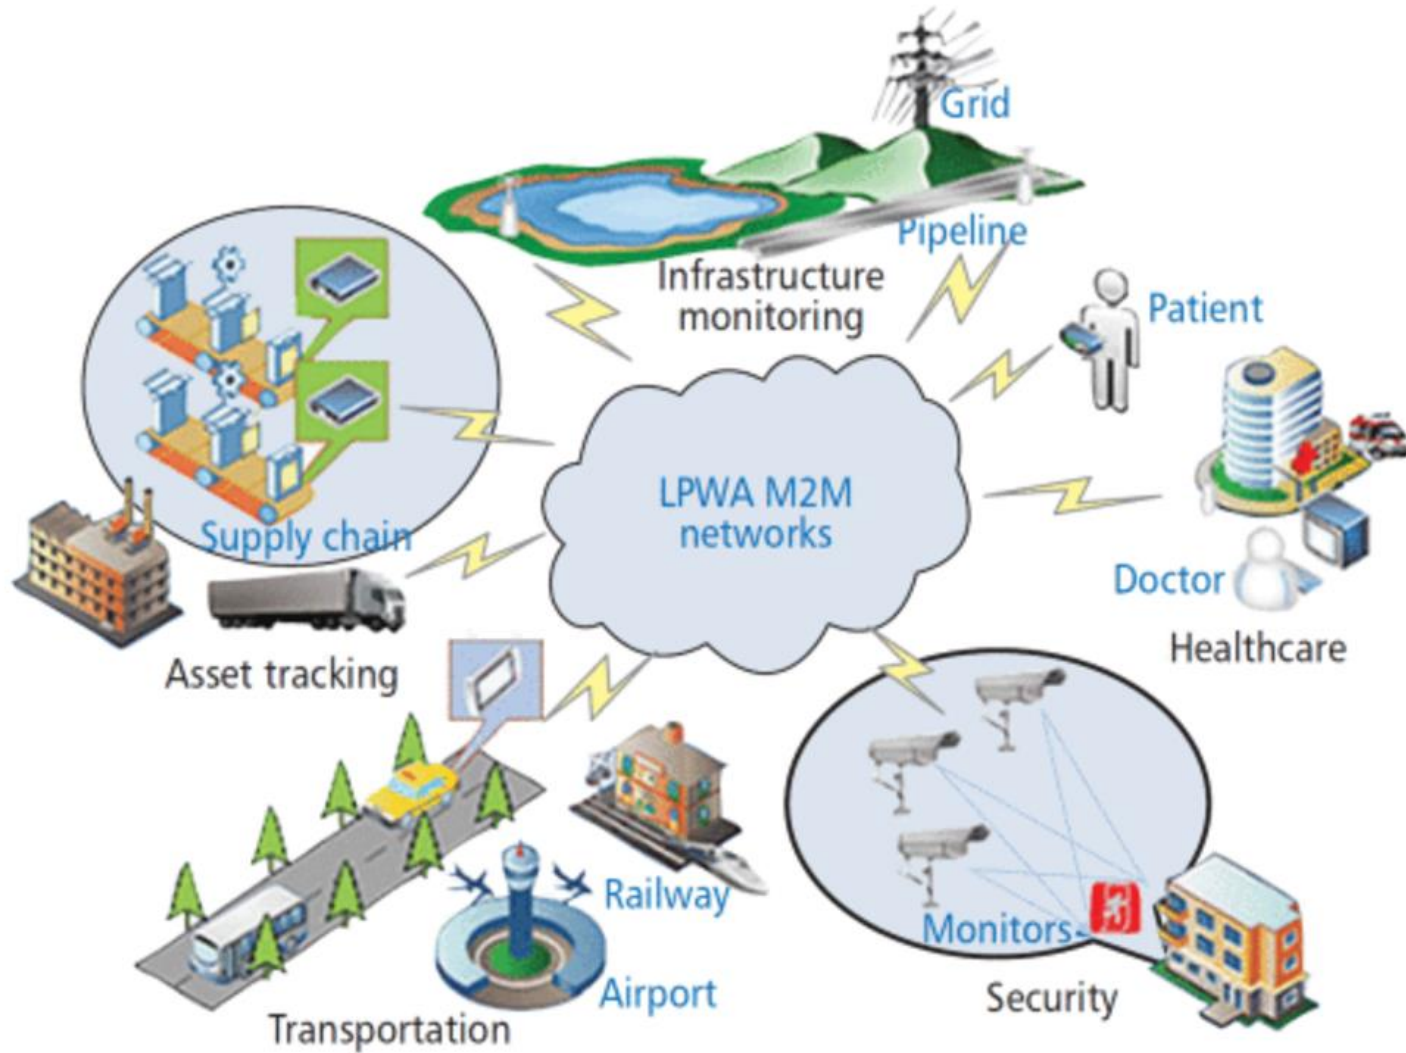 Grid
Pipeline
Infrastructure
monitoring
Patient
LPWA M2M
networks
Supply chain
Doctor
Healthcare
Asset tracking
Railway
Monitors
Airport
Security
Transportation